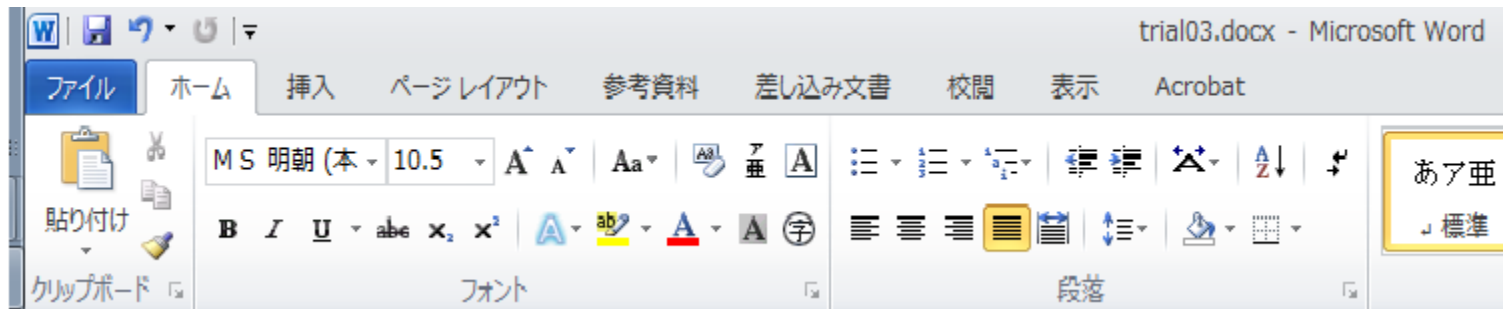 trial03.docx - Microsoft Word
ファイル ホーム 挿入 ページ レイアウト 参考資料 差し込み文書 校閲 表示 Acrobat
ＭＳ 明朝 (本 10.5 A A Aa ア亜 A あア亜
貼り付け B I U abc x₂ x² A ab A A 字 ↲標準
クリップボード フォント 段落